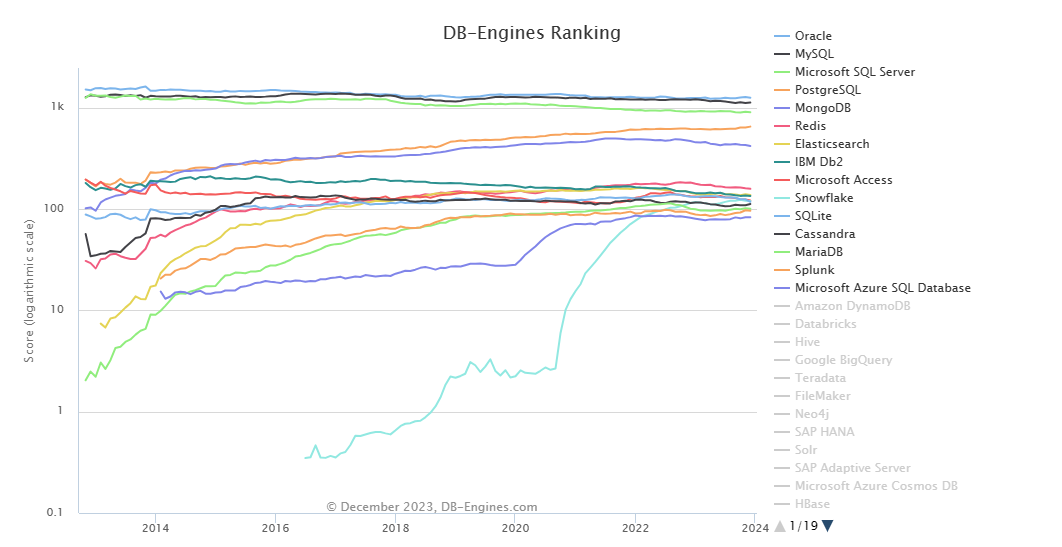 DB-Engines Ranking
Score (logarithmic scale)
1k
100
10
1
0.1
2014
2016
2018
2020
2022
2024
© December 2023, DB-Engines.com
Oracle
MySQL
Microsoft SQL Server
PostgreSQL
MongoDB
Redis
Elasticsearch
IBM Db2
Microsoft Access
Snowflake
SQLite
Cassandra
MariaDB
Splunk
Microsoft Azure SQL Database
Amazon DynamoDB
Databricks
Hive
Google BigQuery
Teradata
FileMaker
Neo4j
SAP HANA
Solr
SAP Adaptive Server
Microsoft Azure Cosmos DB
HBase
1/19